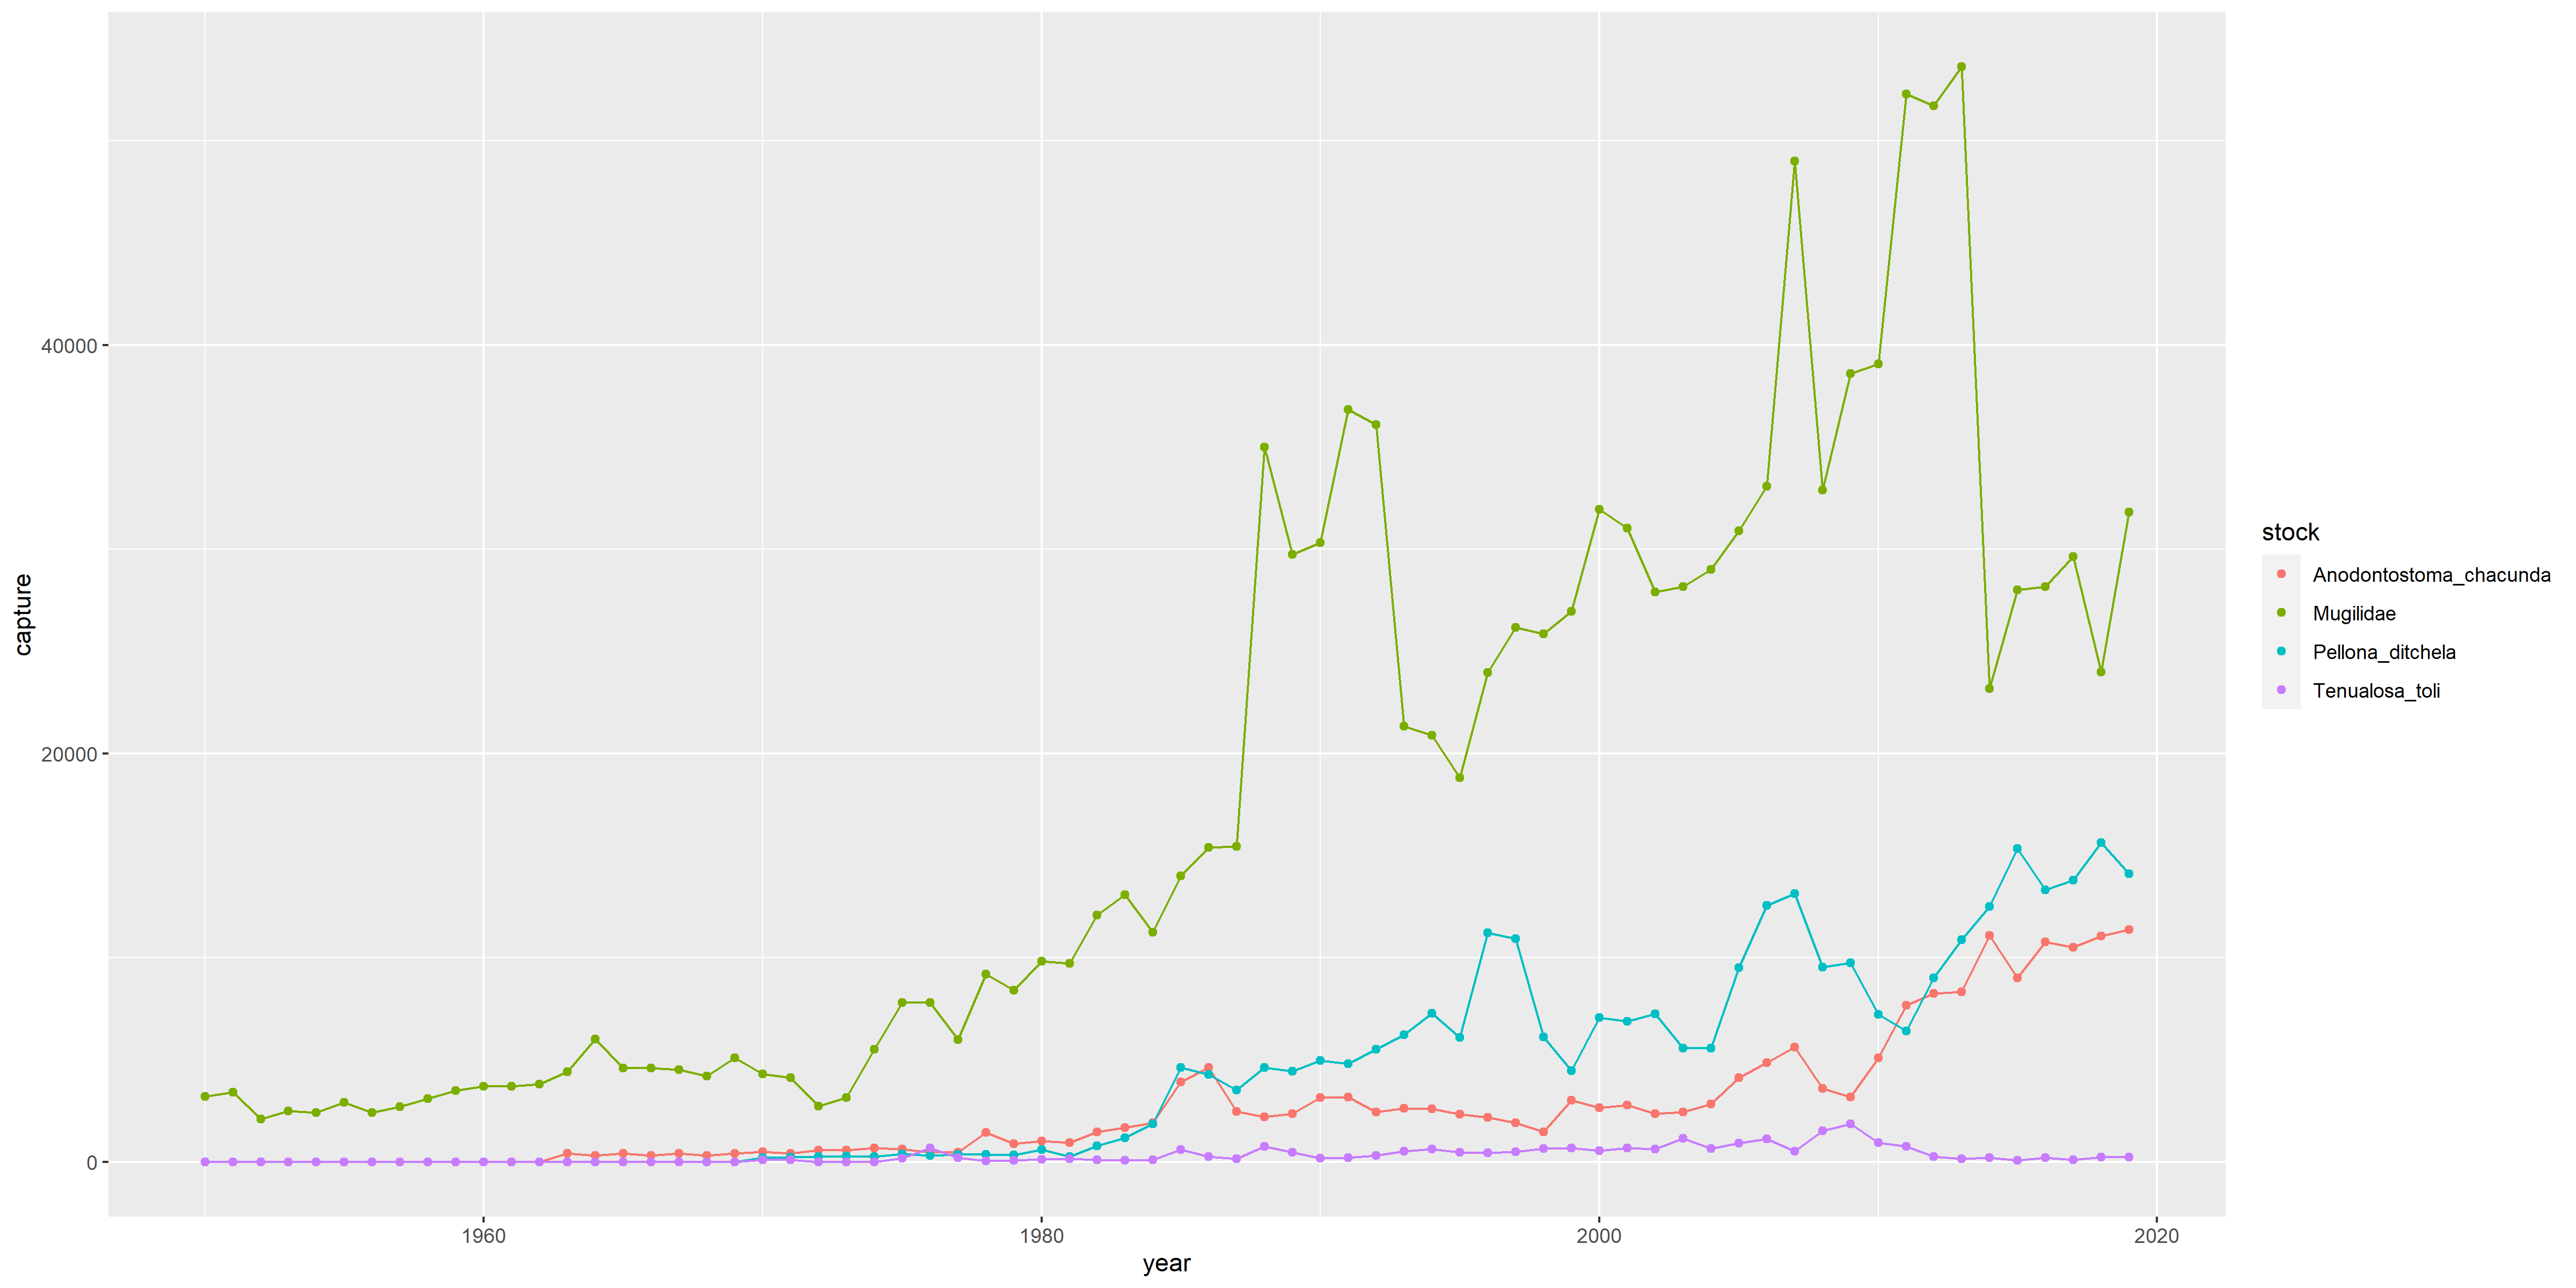 capture
40000
20000
0
1960
1980
2000
2020
year
stock
Anodontostoma_chacunda
Mugilidae
Pellona_ditchela
Tenualosa_toli